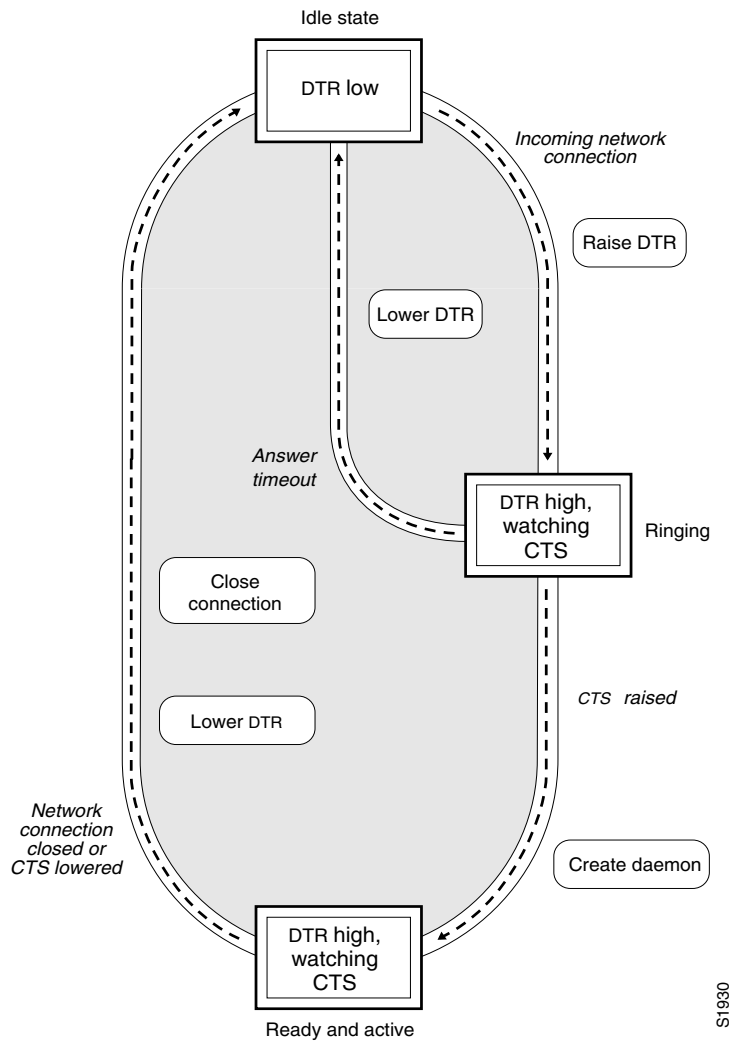 Idle state
DTR low
Incoming network
connection
Raise DTR
Lower DTR
Answer
timeout
DTR high,
watching
CTS
Ringing
Close
connection
CTS raised
Lower DTR
Network
connection
closed or
CTS lowered
Create daemon
DTR high,
watching
CTS
Ready and active
S1930